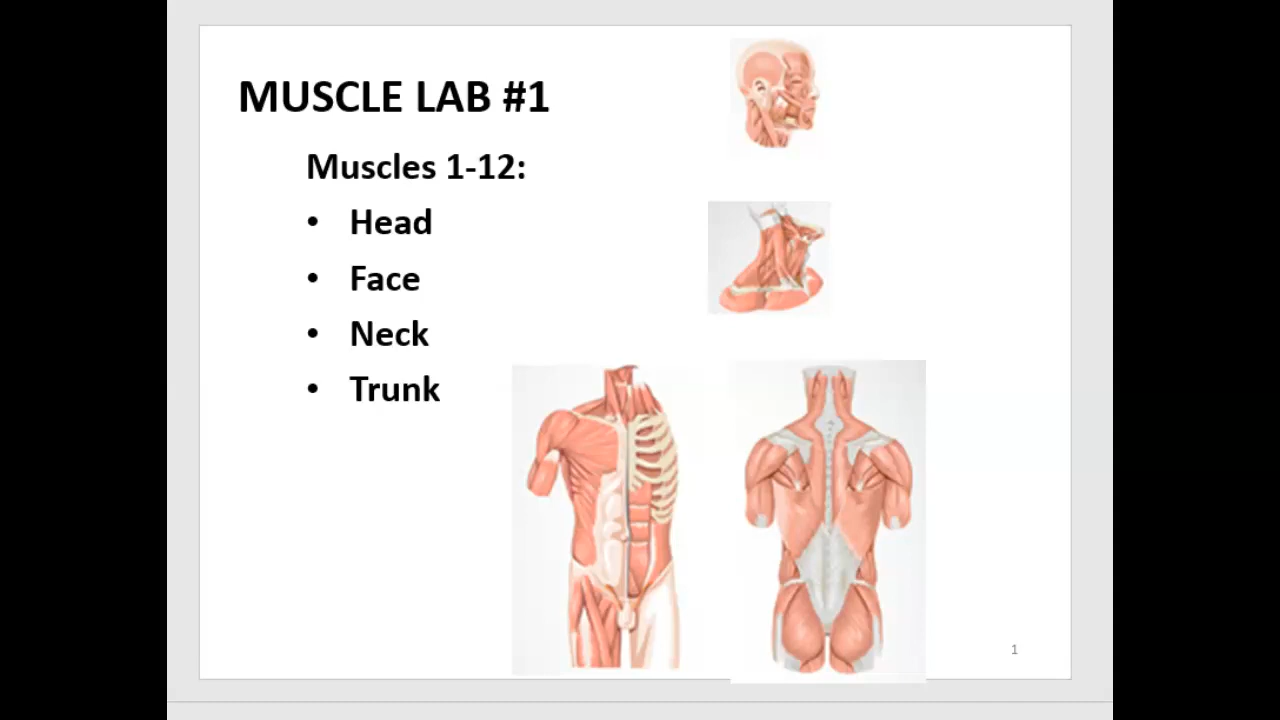 MUSCLE LAB #1
Muscles 1-12:
• Head
• Face
• Neck
• Trunk
1